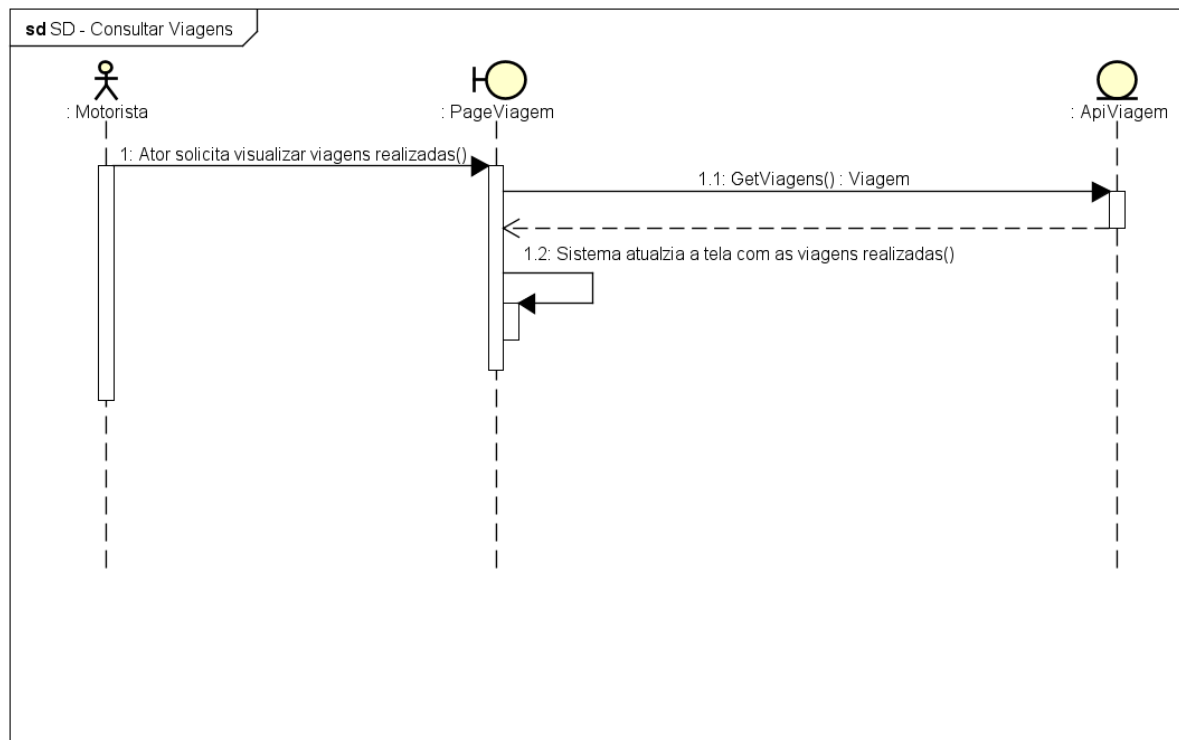 sd SD - Consultar Viagens
: Motorista
: PageViagem
: ApiViagem
1: Ator solicita visualizar viagens realizadas()
1.1: GetViagens() : Viagem
1.2: Sistema atualzia a tela com as viagens realizadas()